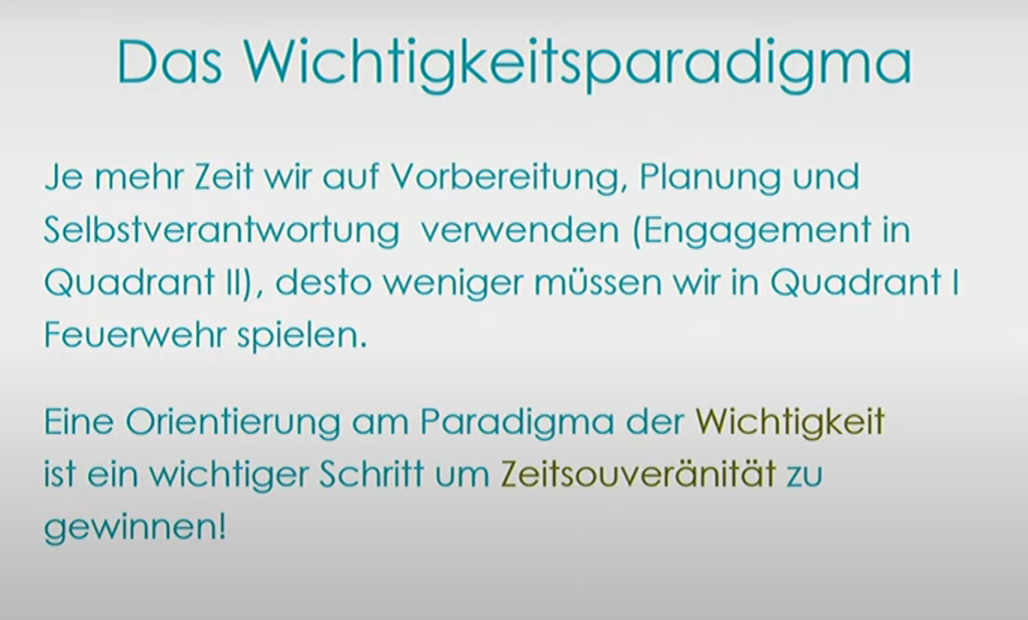 Das Wichtigkeitsparadigma
Je mehr Zeit wir auf Vorbereitung, Planung und
Selbstverantwortung verwenden (Engagement in
Quadrant II), desto weniger müssen wir in Quadrant I
Feuerwehr spielen.
Eine Orientierung am Paradigma der Wichtigkeit
ist ein wichtiger Schritt um Zeitsouveränität zu
gewinnen!